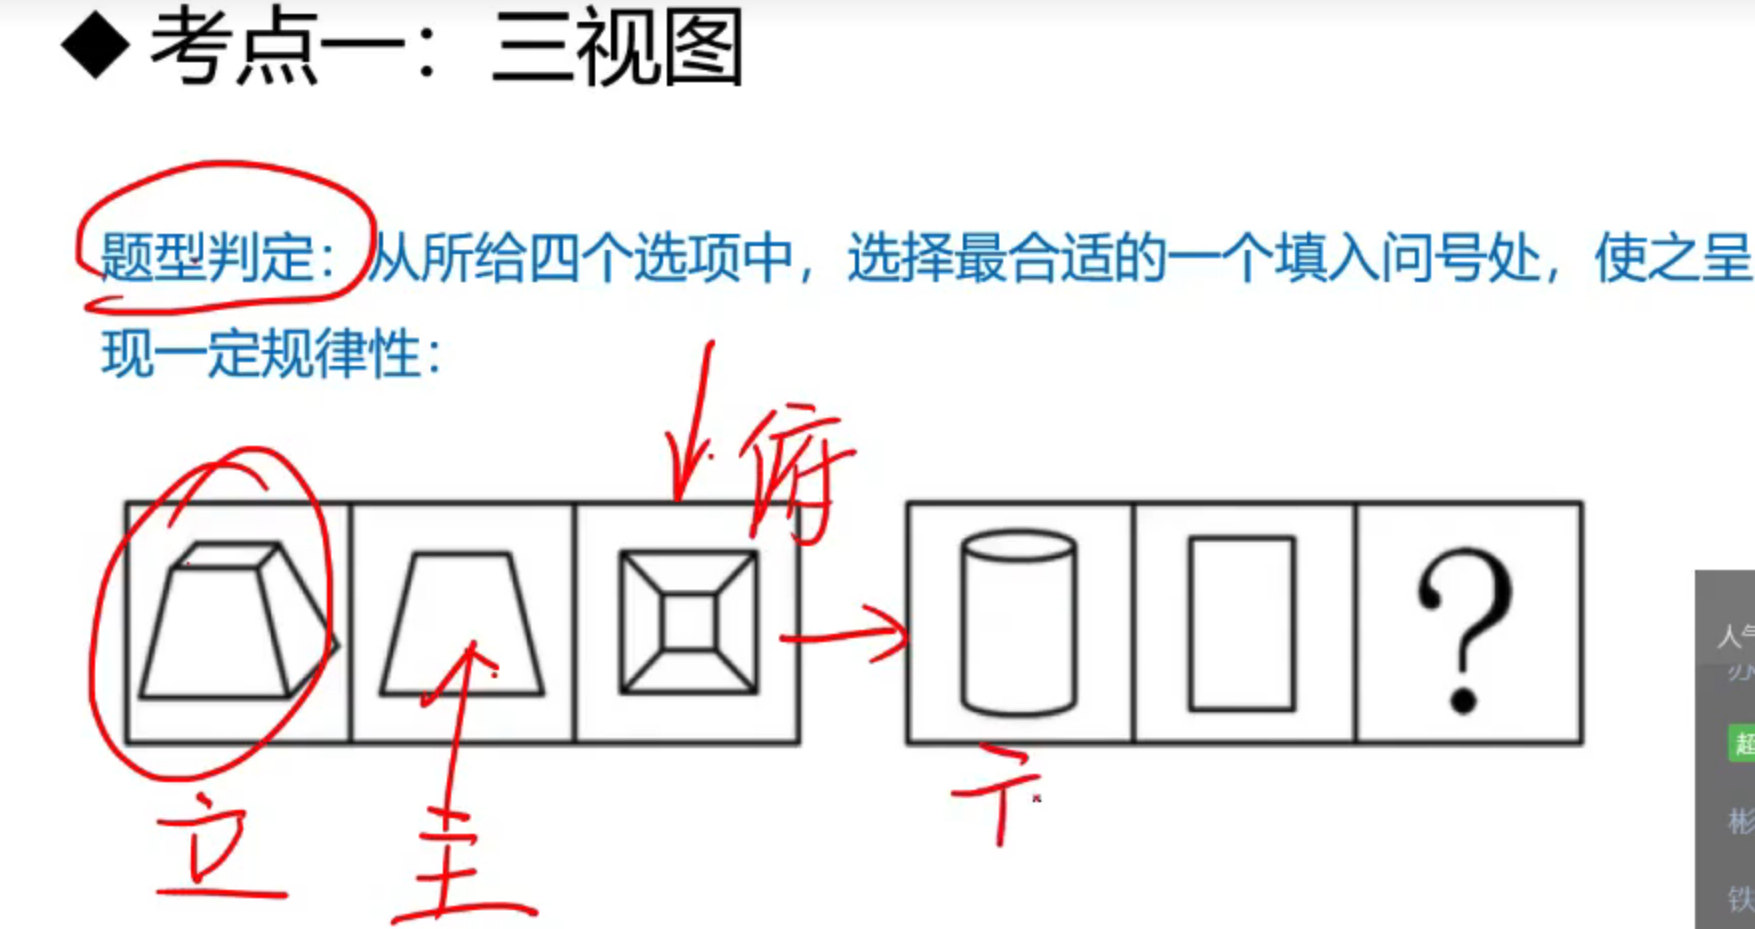 ◆考点一：三视图
题型判定：从所给四个选项中，选择最合适的一个填入问号处，使之呈
现一定规律性：
俯
?
立
主
人气
超
彬
铁